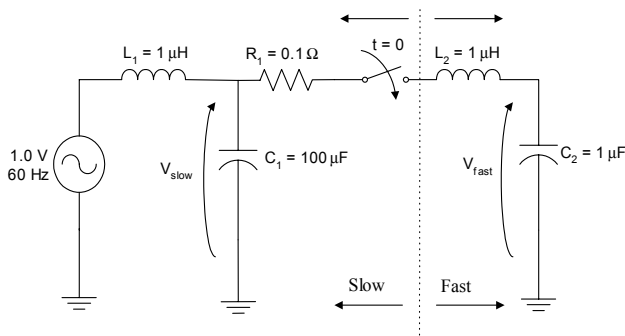 L1 = 1 μH
R1 = 0.1 Ω
t = 0
L2 = 1 μH
1.0 V
60 Hz
Vslow
C1 = 100 μF
Vfast
C2 = 1 μF
Slow
Fast